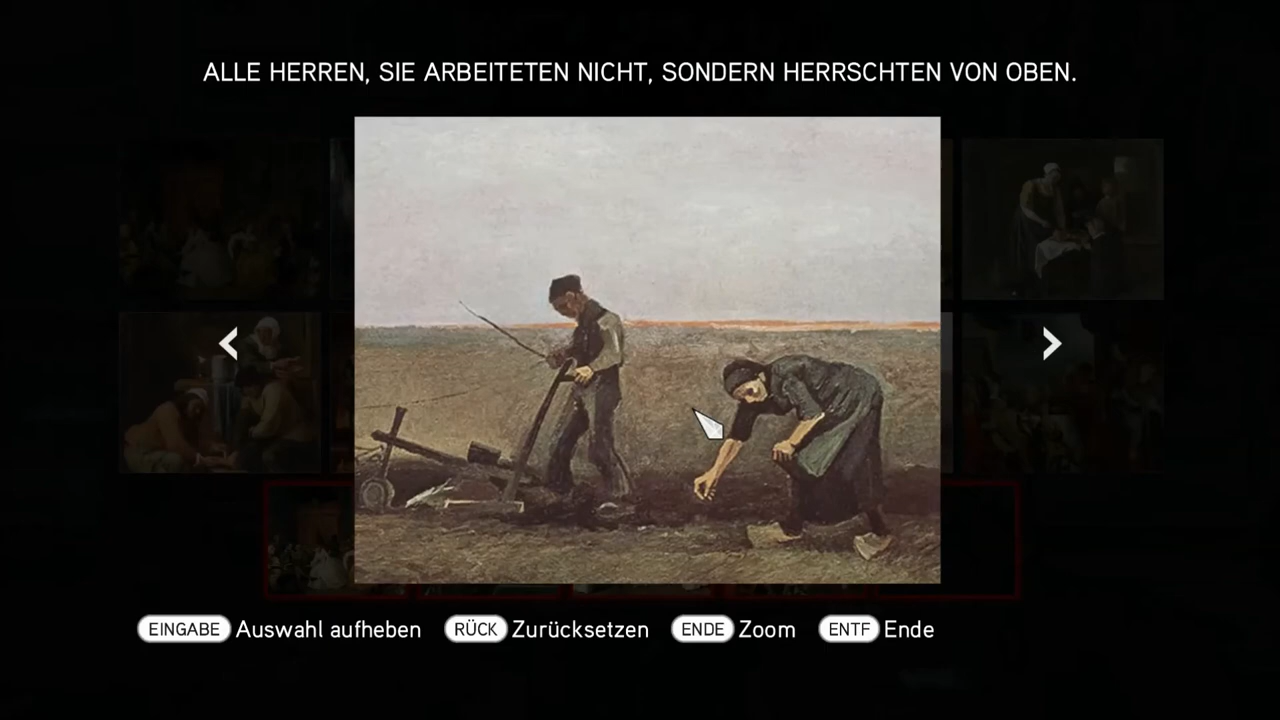 ALLE HERREN, SIE ARBEITETEN NICHT, SONDERN HERRSCHTEN VON OBEN.
EINGABE Auswahl aufheben RÜCK Zurücksetzen ENDE Zoom ENTF Ende